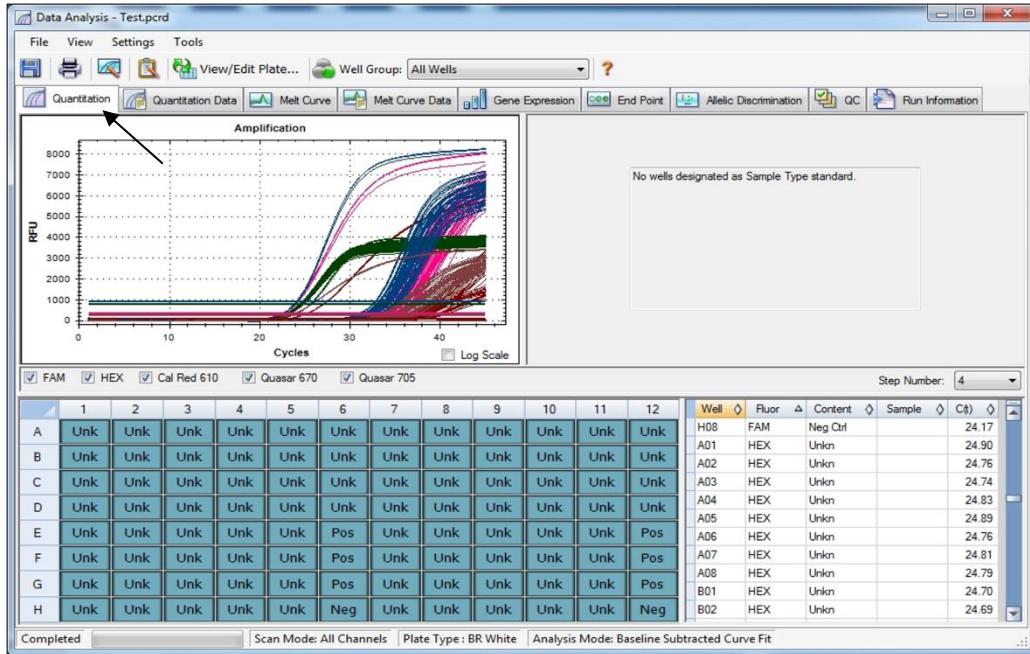 Data Analysis - Test.pcrd
File View Settings Tools
View/Edit Plate... Well Group: All Wells ?
Quantitation Quantitation Data Melt Curve Melt Curve Data Gene Expression End Point Allelic Discrimination QC Run Information
Amplification
8000
7000
6000
5000
4000
3000
2000
1000
0
RFU
0 10 20 30 40
Cycles
Log Scale
No wells designated as Sample Type standard.
FAM HEX Cal Red 610 Quasar 670 Quasar 705
Step Number: 4
1 2 3 4 5 6 7 8 9 10 11 12
A Unk Unk Unk Unk Unk Unk Unk Unk Unk Unk Unk Unk
B Unk Unk Unk Unk Unk Unk Unk Unk Unk Unk Unk Unk
C Unk Unk Unk Unk Unk Unk Unk Unk Unk Unk Unk Unk
D Unk Unk Unk Unk Unk Unk Unk Unk Unk Unk Unk Unk
E Unk Unk Unk Unk Unk Pos Unk Unk Unk Unk Unk Pos
F Unk Unk Unk Unk Unk Pos Unk Unk Unk Unk Unk Pos
G Unk Unk Unk Unk Unk Pos Unk Unk Unk Unk Unk Pos
H Unk Unk Unk Unk Unk Neg Unk Unk Unk Unk Unk Neg
Well Fluor Content Sample C(t)
H08 FAM Neg Ctrl 24.17
A01 HEX Unkn 24.90
A02 HEX Unkn 24.76
A03 HEX Unkn 24.74
A04 HEX Unkn 24.83
A05 HEX Unkn 24.89
A06 HEX Unkn 24.76
A07 HEX Unkn 24.81
A08 HEX Unkn 24.79
B01 HEX Unkn 24.70
B02 HEX Unkn 24.69
Completed Scan Mode: All Channels Plate Type : BR White Analysis Mode: Baseline Subtracted Curve Fit